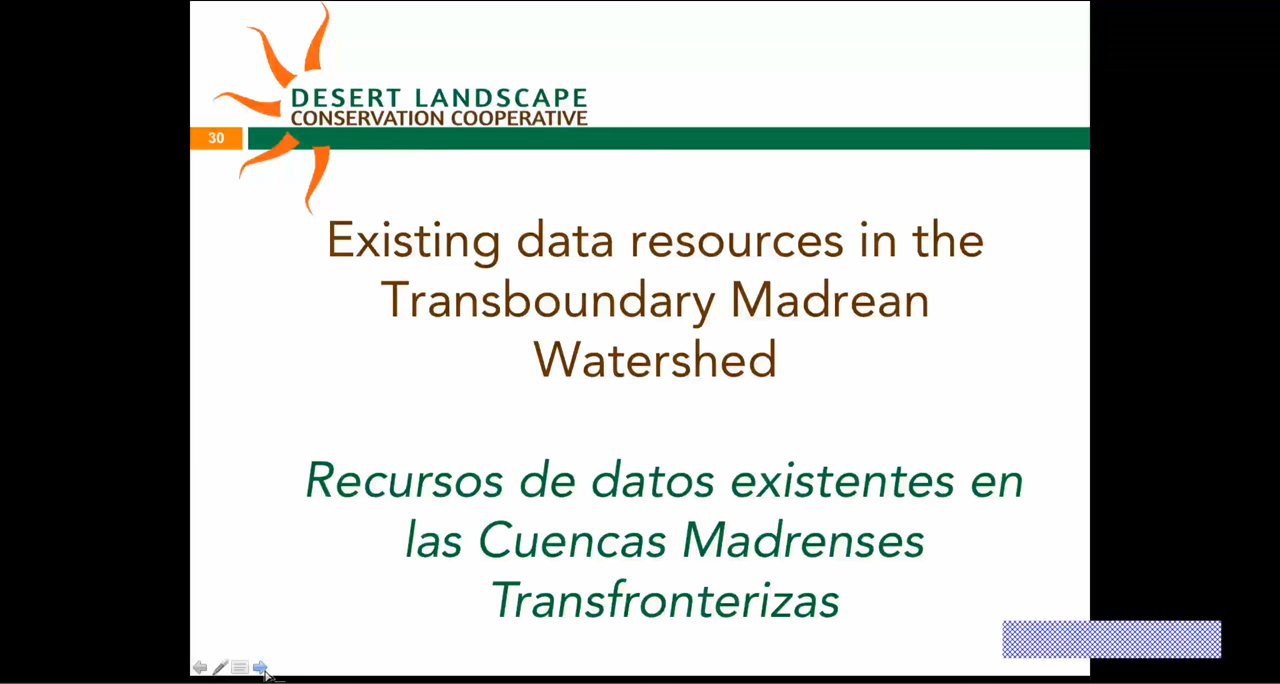 DESERT LANDSCAPE
CONSERVATION COOPERATIVE
30
Existing data resources in the
Transboundary Madrean
Watershed
Recursos de datos existentes en
las Cuencas Madrenses
Transfronterizas